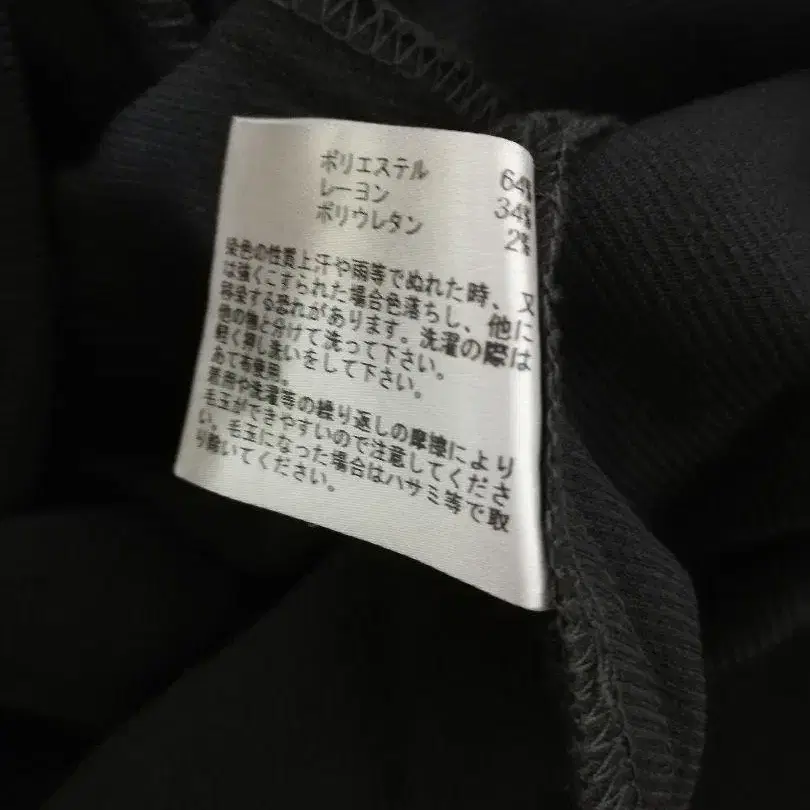 ポリエステル 64%
レーヨン 34%
ポリウレタン 2%
染色の性質上汗や雨等でぬれた時、又
は強くこすられた場合色落ちし、他に
移染する恐れがあります。洗濯の際は
他の物と分けて洗って下さい。
軽く押し洗いをして下さい。
あて布使用。
着用や洗濯等の繰り返しの摩擦により
毛玉ができやすいので注意してくださ
い。毛玉になった場合はハサミ等で取
り除いてください。